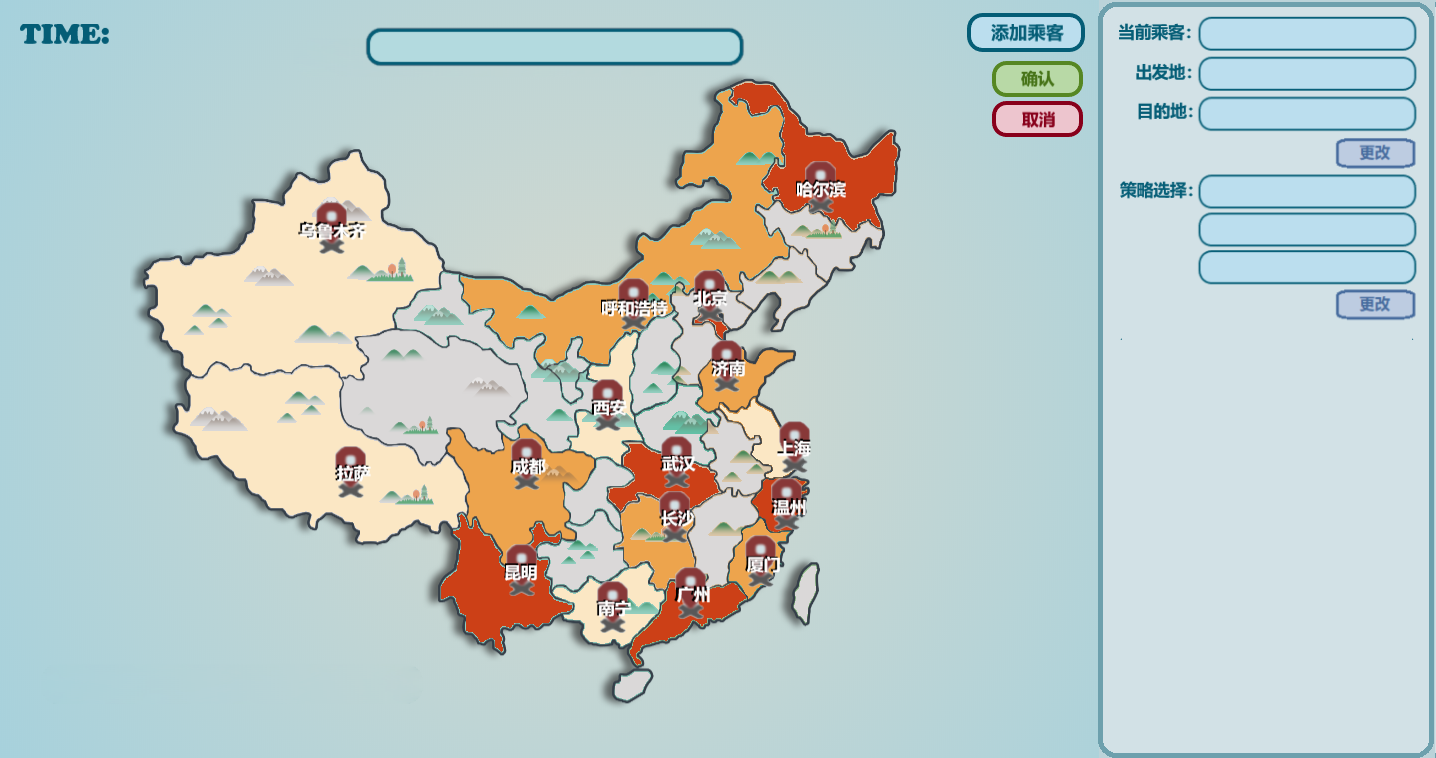 TIME:
添加乘客
确认
取消
当前乘客:
出发地:
目的地:
更改
策略选择:
更改
哈尔滨
乌鲁木齐
呼和浩特
北京
济南
西安
上海
成都
武汉
拉萨
温州
长沙
厦门
昆明
广州
南宁